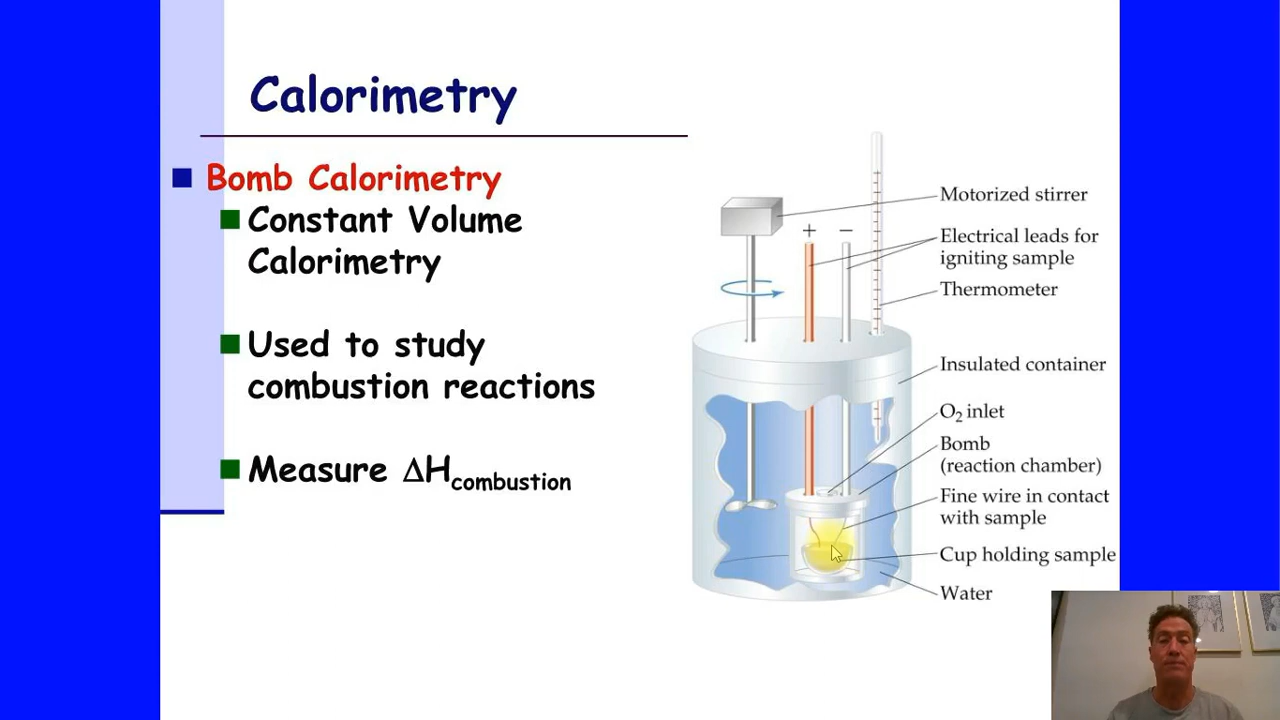 Calorimetry
Bomb Calorimetry
Constant Volume
Calorimetry
Used to study
combustion reactions
Measure ΔHcombustion
+ −
Motorized stirrer
Electrical leads for
igniting sample
Thermometer
Insulated container
O₂ inlet
Bomb
(reaction chamber)
Fine wire in contact
with sample
Cup holding sample
Water